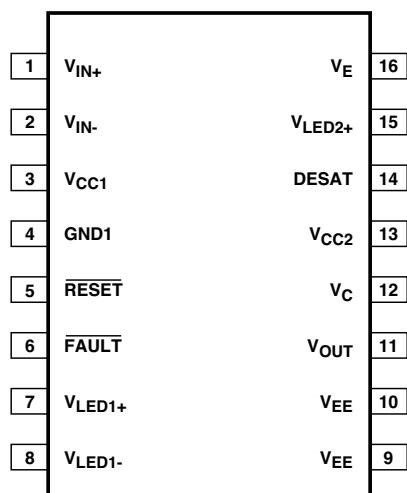 1 VIN+ VE 16
2 VIN- VLED2+ 15
3 VCC1 DESAT 14
4 GND1 VCC2 13
5 RESET VC 12
6 FAULT VOUT 11
7 VLED1+ VEE 10
8 VLED1- VEE 9